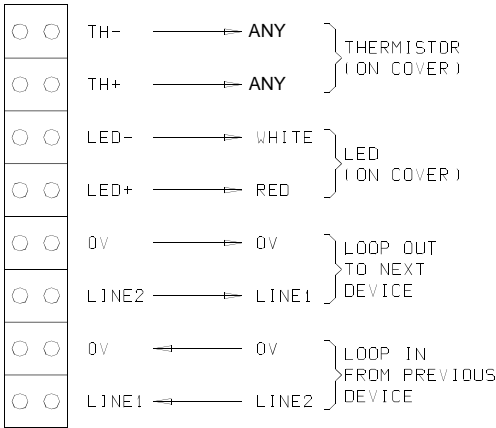 TH- ANY
THERMISTOR
(ON COVER)
TH+ ANY
LED- WHITE
LED
(ON COVER)
LED+ RED
0V 0V
LOOP OUT
TO NEXT
DEVICE
LINE2 LINE1
0V 0V
LOOP IN
FROM PREVIOUS
DEVICE
LINE1 LINE2